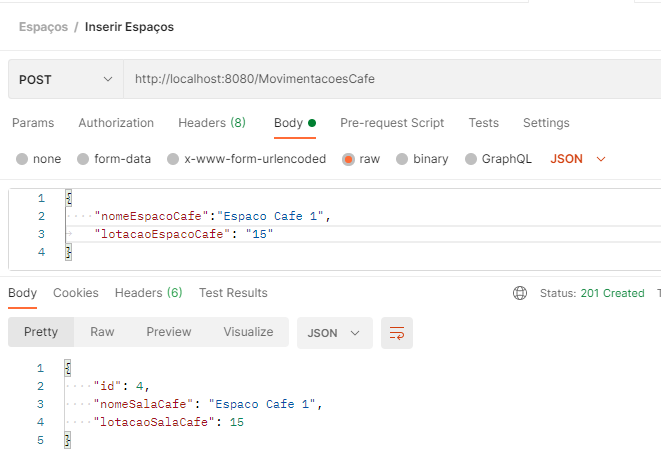 Espaços / Inserir Espaços
POST http://localhost:8080/MovimentacoesCafe
Params Authorization Headers (8) Body Pre-request Script Tests Settings
none form-data x-www-form-urlencoded raw binary GraphQL JSON
1 {
2 "nomeEspacoCafe":"Espaco Cafe 1",
3 "lotacaoEspacoCafe": "15"
4 }
Body Cookies Headers (6) Test Results Status: 201 Created
Pretty Raw Preview Visualize JSON
1 {
2 "id": 4,
3 "nomeSalaCafe": "Espaco Cafe 1",
4 "lotacaoSalaCafe": 15
5 }